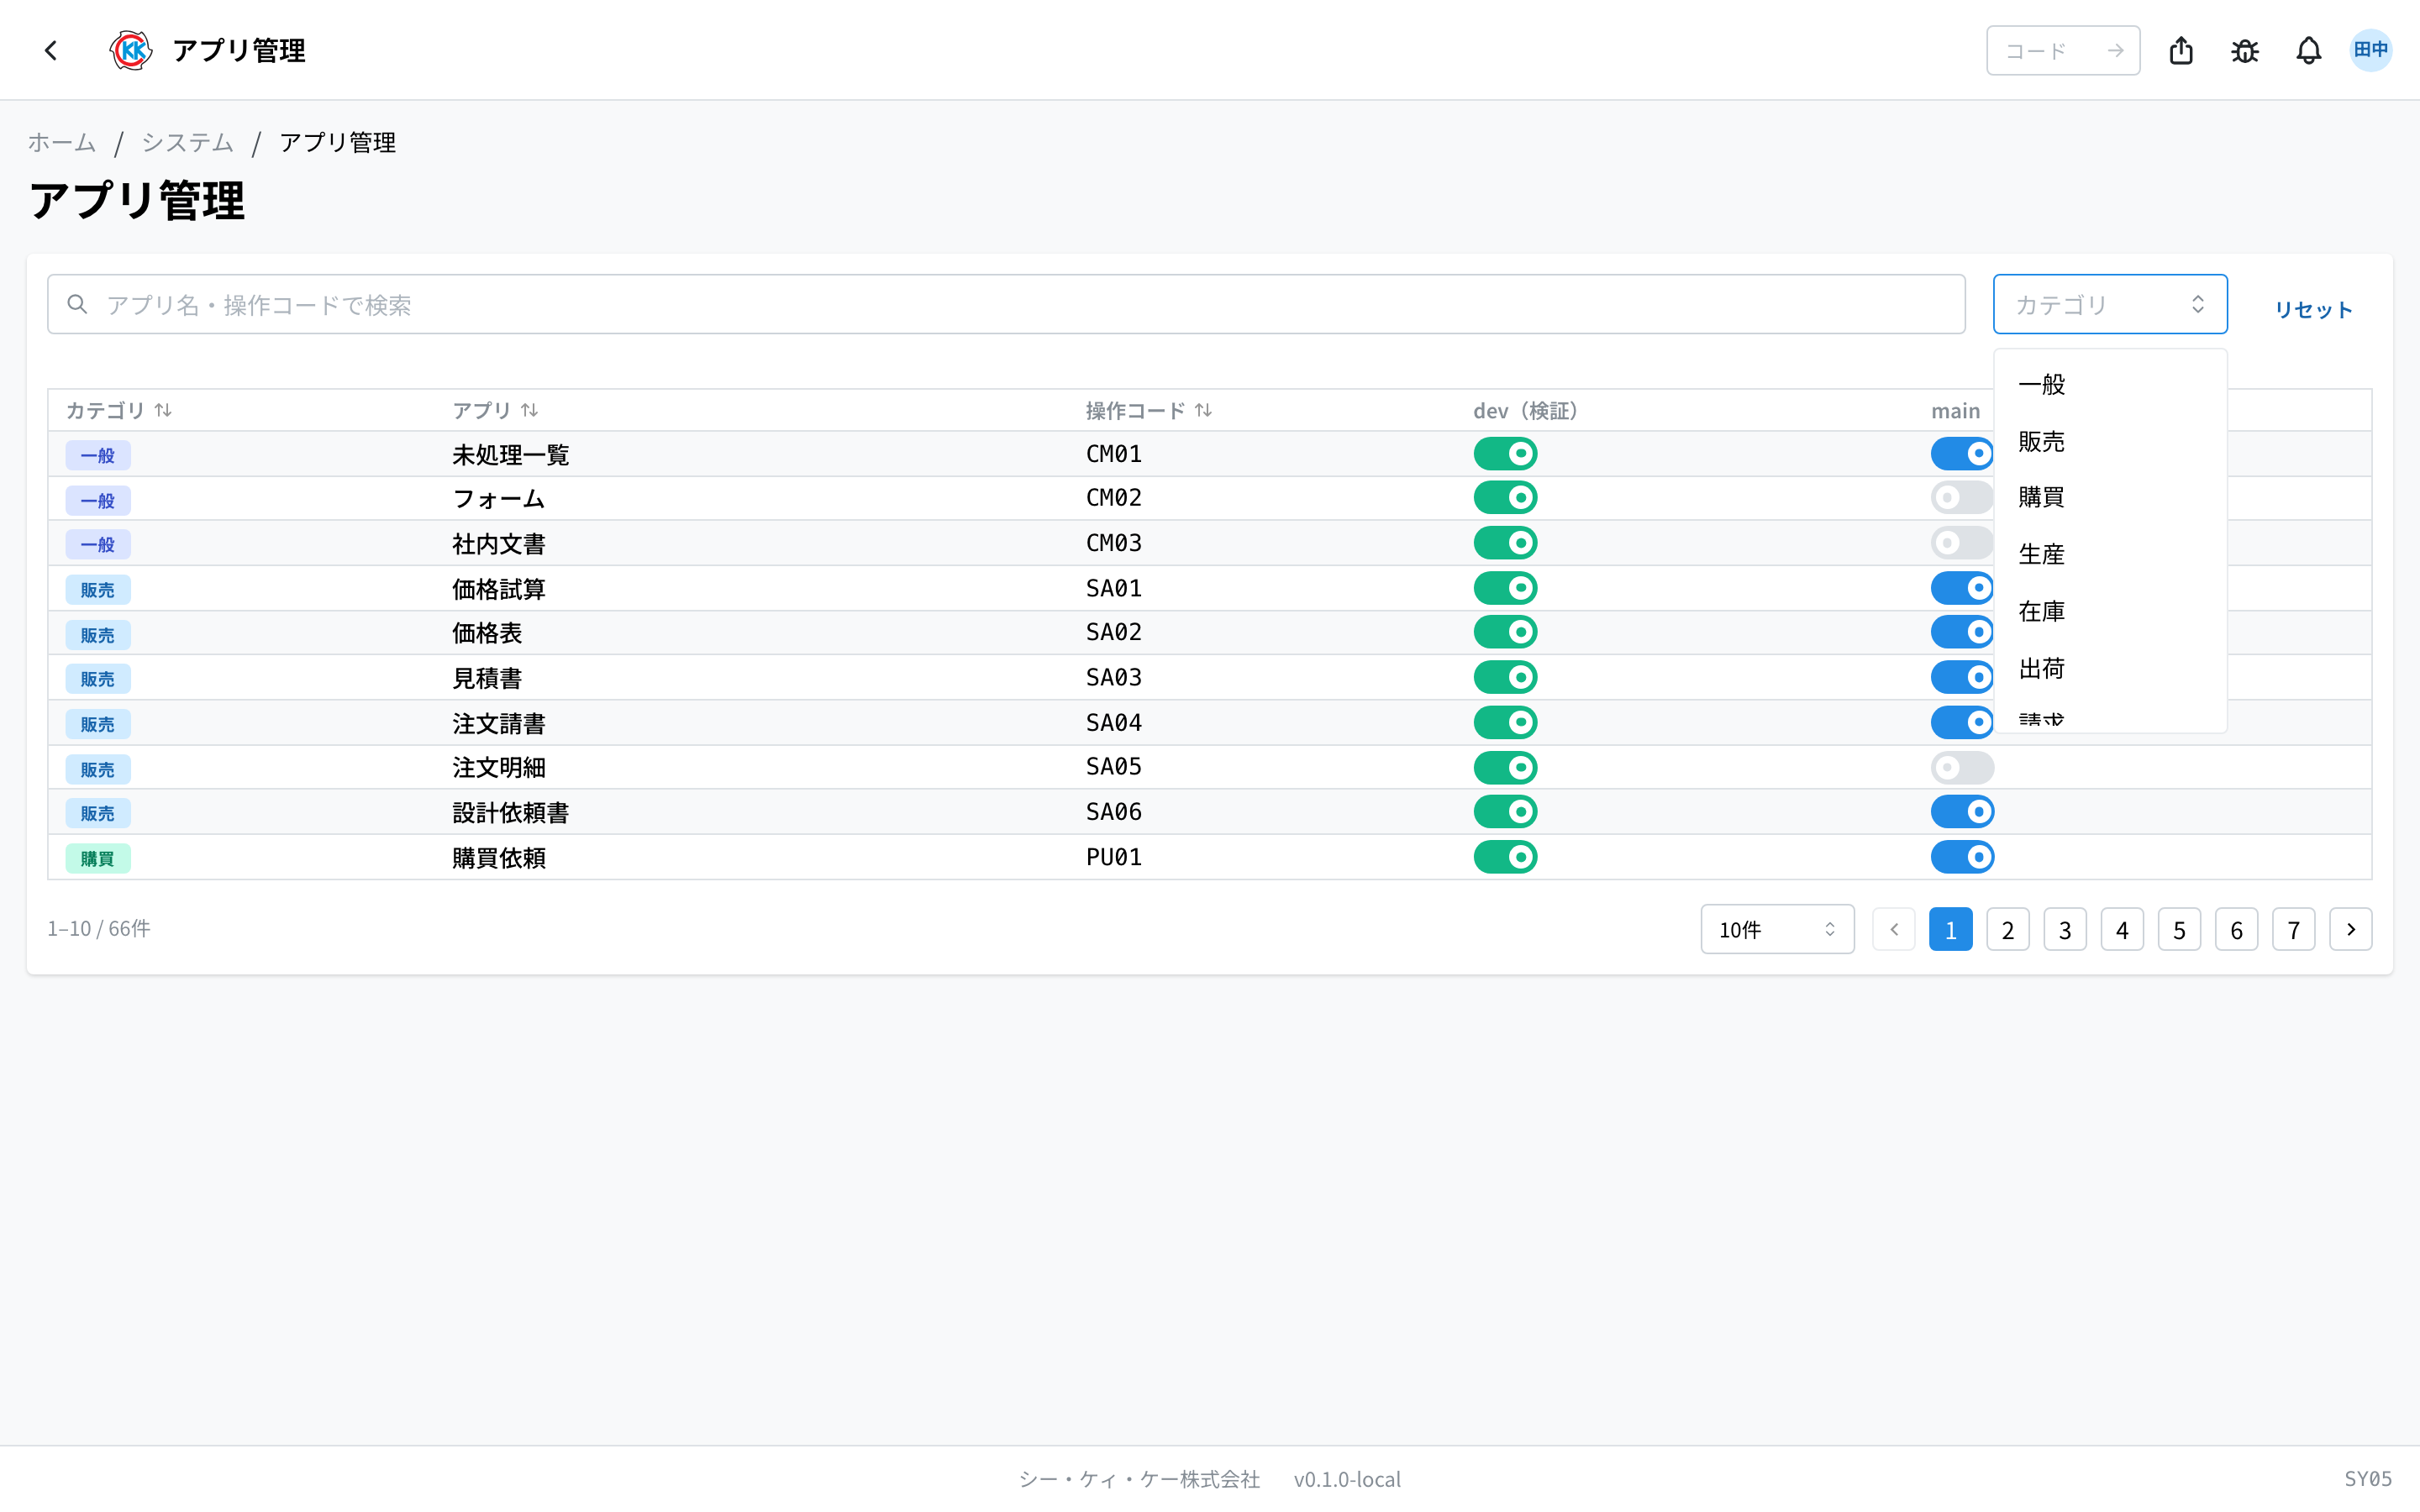 KK アプリ管理 コード 田中
ホーム / システム / アプリ管理
アプリ管理
アプリ名・操作コードで検索 カテゴリ リセット
カテゴリ アプリ 操作コード dev（検証） main
一般 未処理一覧 CM01
一般 フォーム CM02
一般 社内文書 CM03
販売 価格試算 SA01
販売 価格表 SA02
販売 見積書 SA03
販売 注文請書 SA04
販売 注文明細 SA05
販売 設計依頼書 SA06
購買 購買依頼 PU01
一般
販売
購買
生産
在庫
出荷
請求
1–10 / 66件 10件 1 2 3 4 5 6 7
シー・ケィ・ケー株式会社 v0.1.0-local SY05